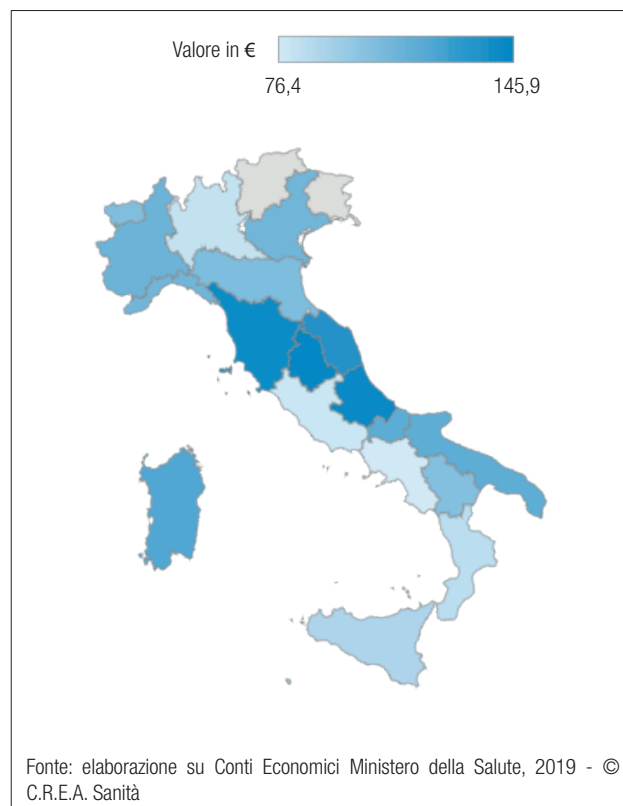 Valore in €
76,4 145,9
Fonte: elaborazione su Conti Economici Ministero della Salute, 2019 - ©
C.R.E.A. Sanità